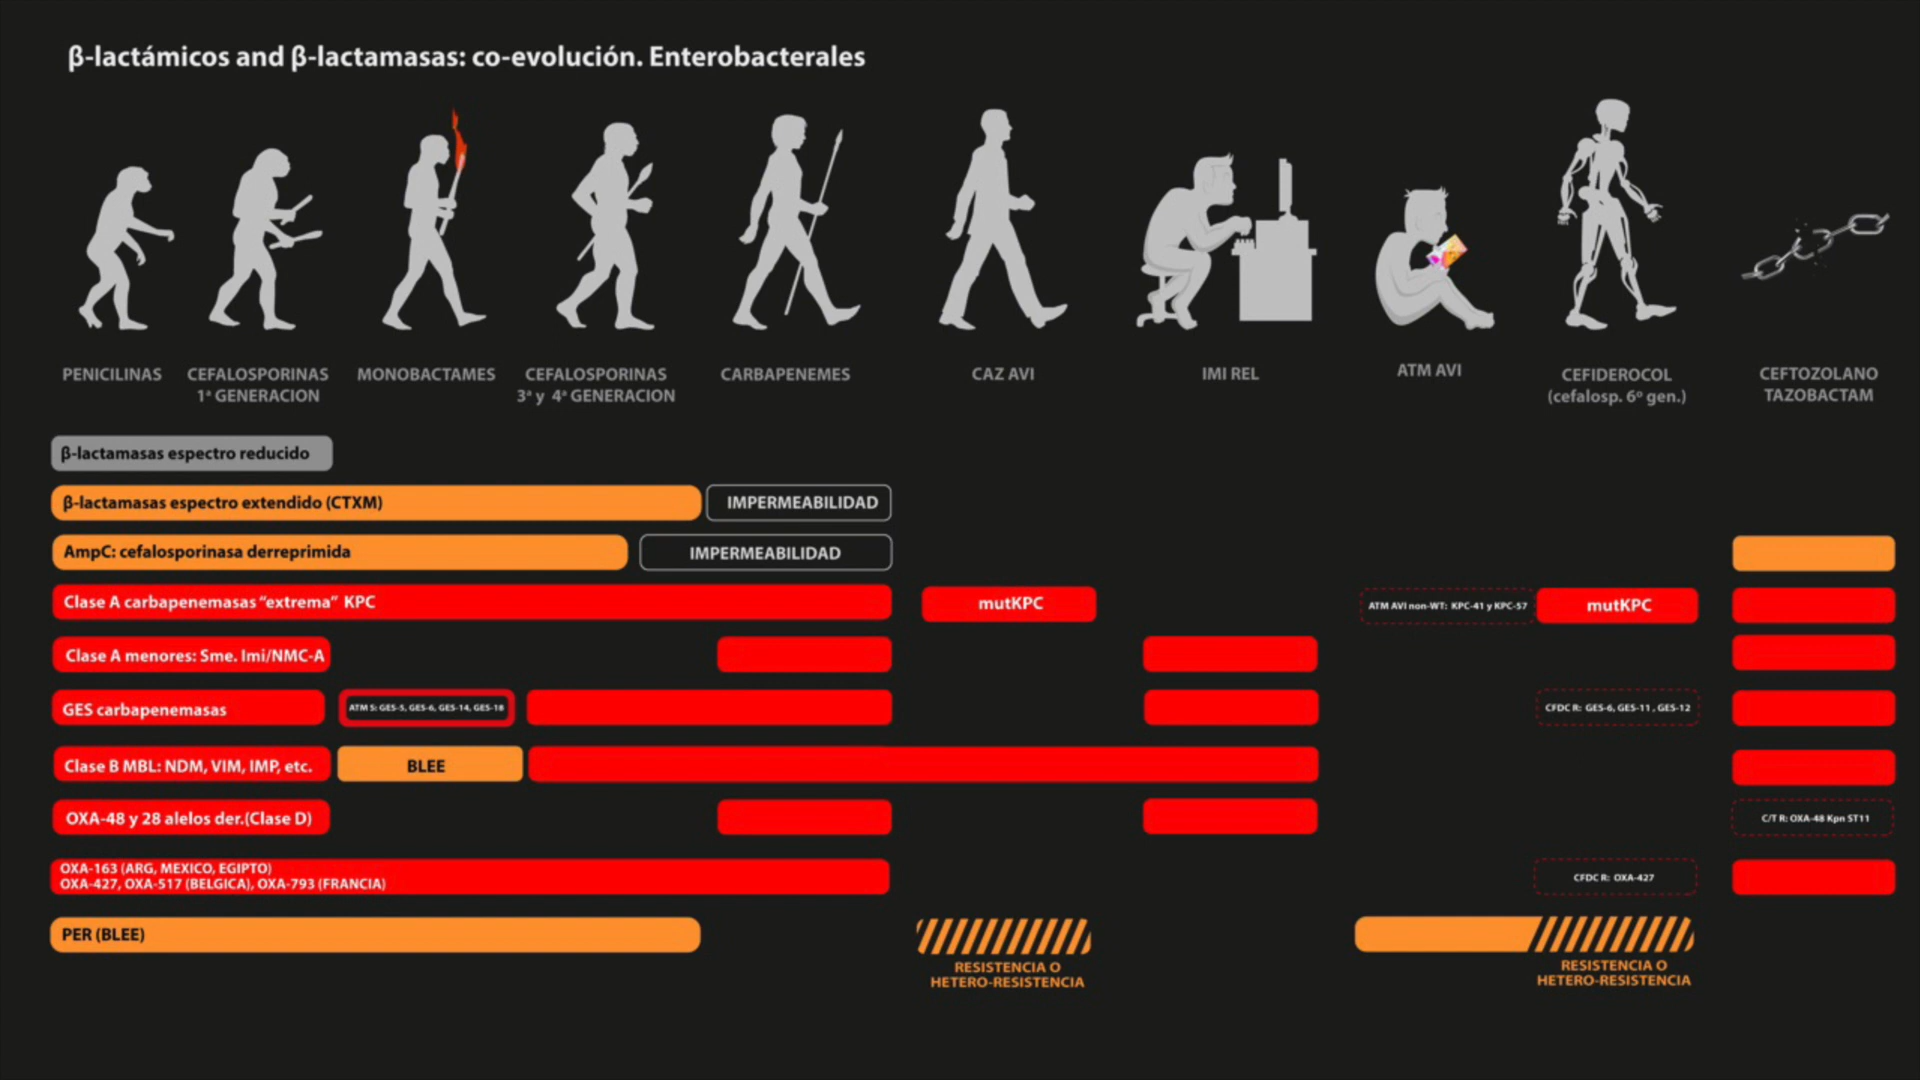 β-lactámicos and β-lactamasas: co-evolución. Enterobacterales
PENICILINAS
CEFALOSPORINAS
1ª GENERACION
MONOBACTAMES
CEFALOSPORINAS
3ª y 4ª GENERACION
CARBAPENEMES
CAZ AVI
IMI REL
ATM AVI
CEFIDEROCOL
(cefalosp. 6º gen.)
CEFTOZOLANO
TAZOBACTAM
β-lactamasas espectro reducido
β-lactamasas espectro extendido (CTXM)
IMPERMEABILIDAD
AmpC: cefalosporinasa derreprimida
IMPERMEABILIDAD
Clase A carbapenemasas “extrema” KPC
mutKPC
ATM AVI non-WT: KPC-41 y KPC-57
mutKPC
Clase A menores: Sme. Imi/NMC-A
GES carbapenemasas
ATM S: GES-5, GES-6, GES-14, GES-18
CFDC R: GES-6, GES-11 , GES-12
Clase B MBL: NDM, VIM, IMP, etc.
BLEE
OXA-48 y 28 alelos der.(Clase D)
C/T R: OXA-48 Kpn ST11
OXA-163 (ARG, MEXICO, EGIPTO)
OXA-427, OXA-517 (BELGICA), OXA-793 (FRANCIA)
CFDC R: OXA-427
PER (BLEE)
RESISTENCIA O
HETERO-RESISTENCIA
RESISTENCIA O
HETERO-RESISTENCIA